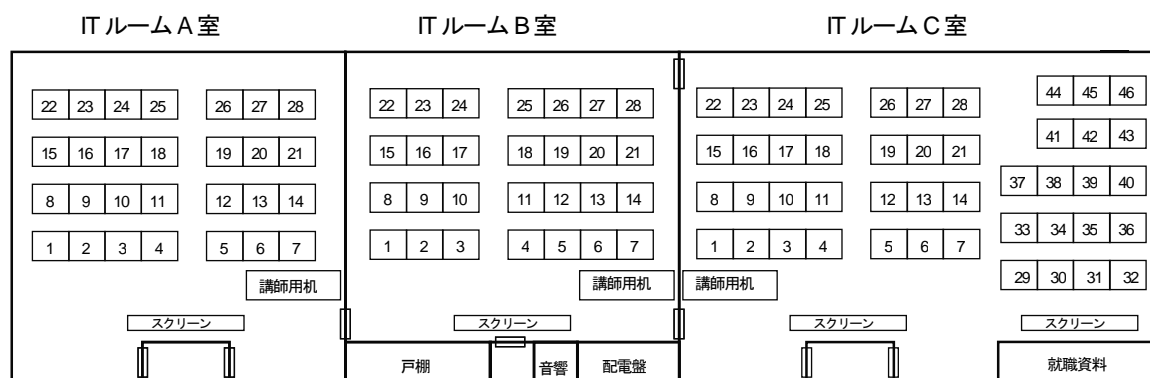 ITルームA室 ITルームB室 ITルームC室
44 45 46
22 23 24 25 26 27 28 22 23 24 25 26 27 28 22 23 24 25 26 27 28
41 42 43
15 16 17 18 19 20 21 15 16 17 18 19 20 21 15 16 17 18 19 20 21
37 38 39 40
8 9 10 11 12 13 14 8 9 10 11 12 13 14 8 9 10 11 12 13 14
33 34 35 36
1 2 3 4 5 6 7 1 2 3 4 5 6 7 1 2 3 4 5 6 7
29 30 31 32
講師用机 講師用机 講師用机
スクリーン スクリーン スクリーン スクリーン
戸棚 音響 配電盤 就職資料